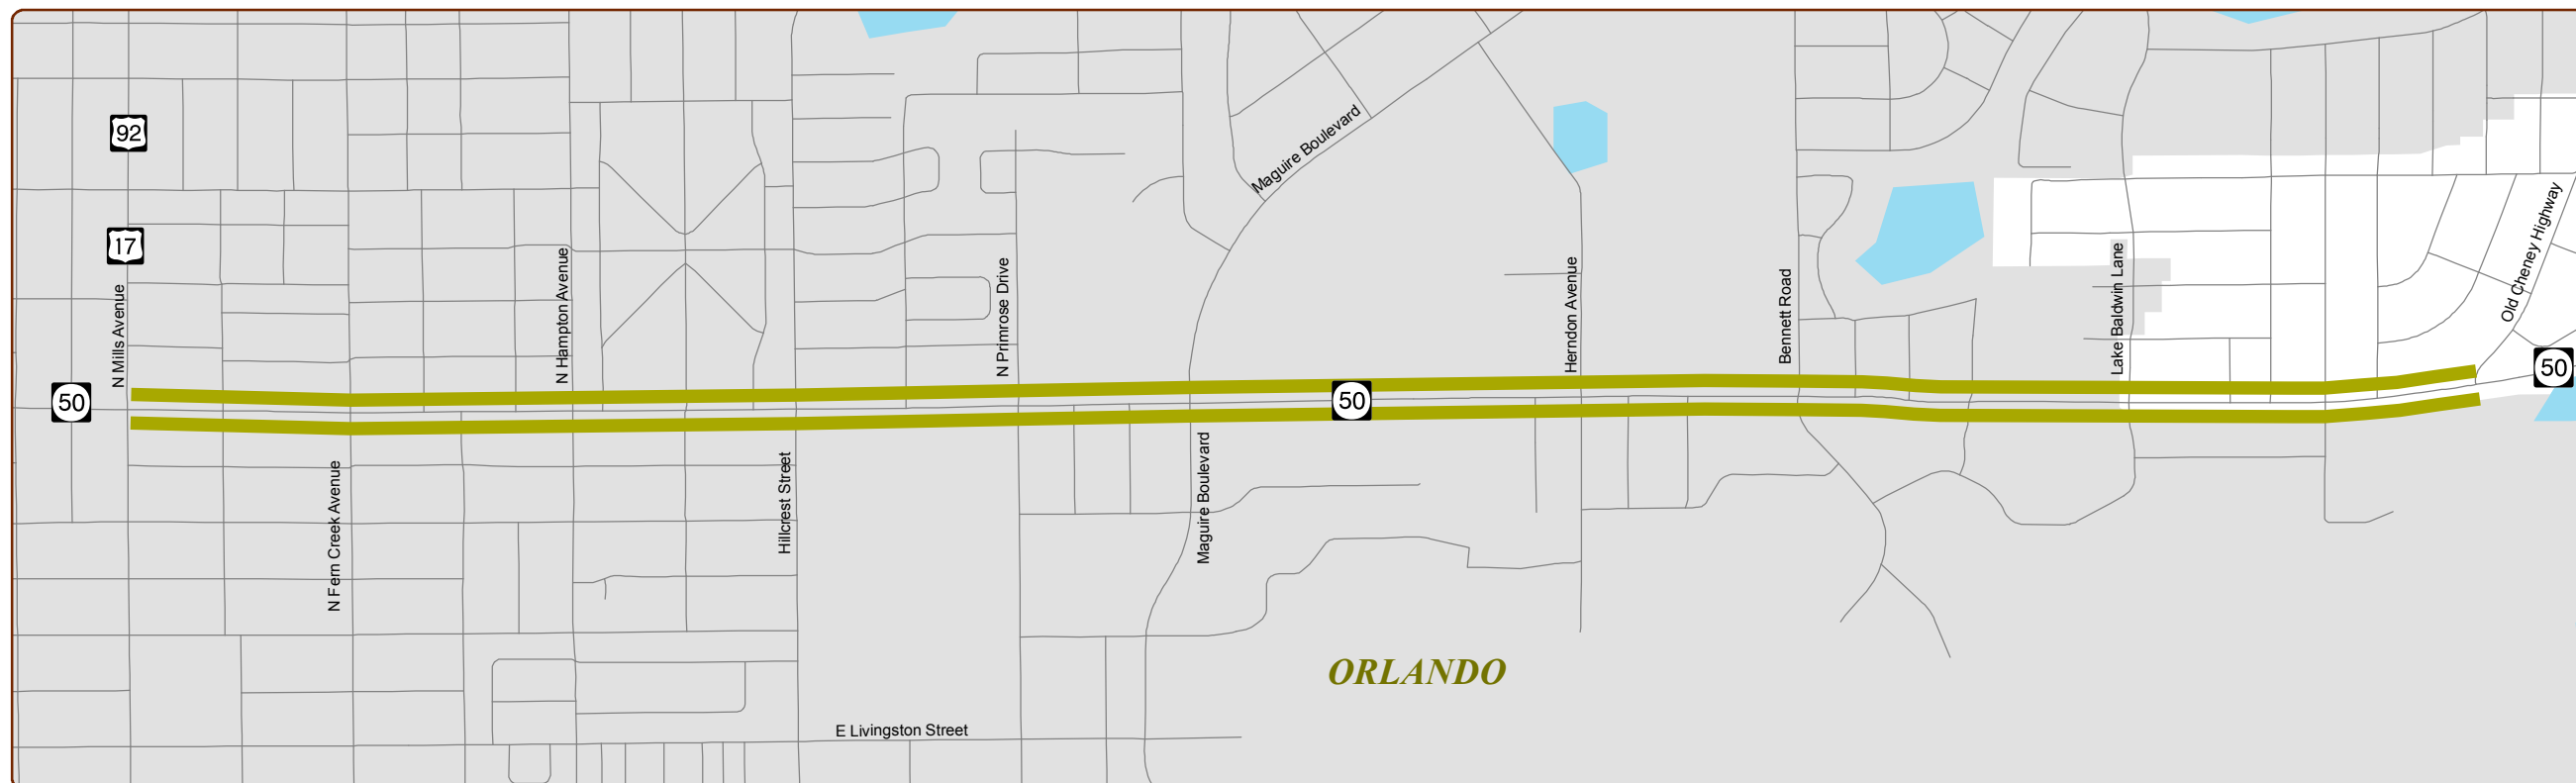 92
Maguire Boulevard
17
N Mills Avenue
N Hampton Avenue
N Primrose Drive
Herndon Avenue
Bennett Road
Lake Baldwin Lane
Old Cheney Highway
50
50
50
N Fern Creek Avenue
Hillcrest Street
Maguire Boulevard
ORLANDO
E Livingston Street